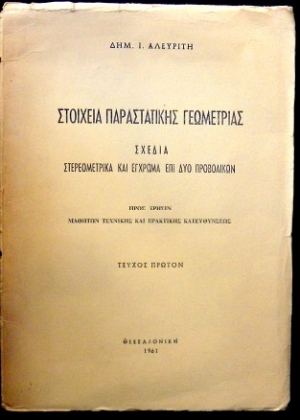 ΔΗΜ. Ι. ΑΛΕΥΡΙΤΗ
ΣΤΟΙΧΕΙΑ ΠΑΡΑΣΤΑΤΙΚΗΣ ΓΕΩΜΕΤΡΙΑΣ
ΣΧΕΔΙΑ
ΣΤΕΡΕΟΜΕΤΡΙΚΑ ΚΑΙ ΕΓΧΡΩΜΑ ΕΠΙ ΔΥΟ ΠΡΟΒΟΛΙΚΩΝ
ΠΡΟΣ ΧΡΗΣΙΝ
ΜΑΘΗΤΩΝ ΤΕΧΝΙΚΗΣ ΚΑΙ ΠΡΑΚΤΙΚΗΣ ΚΑΤΕΥΘΥΝΣΕΩΣ
ΤΕΥΧΟΣ ΠΡΩΤΟΝ
ΘΕΣΣΑΛΟΝΙΚΗ
1961